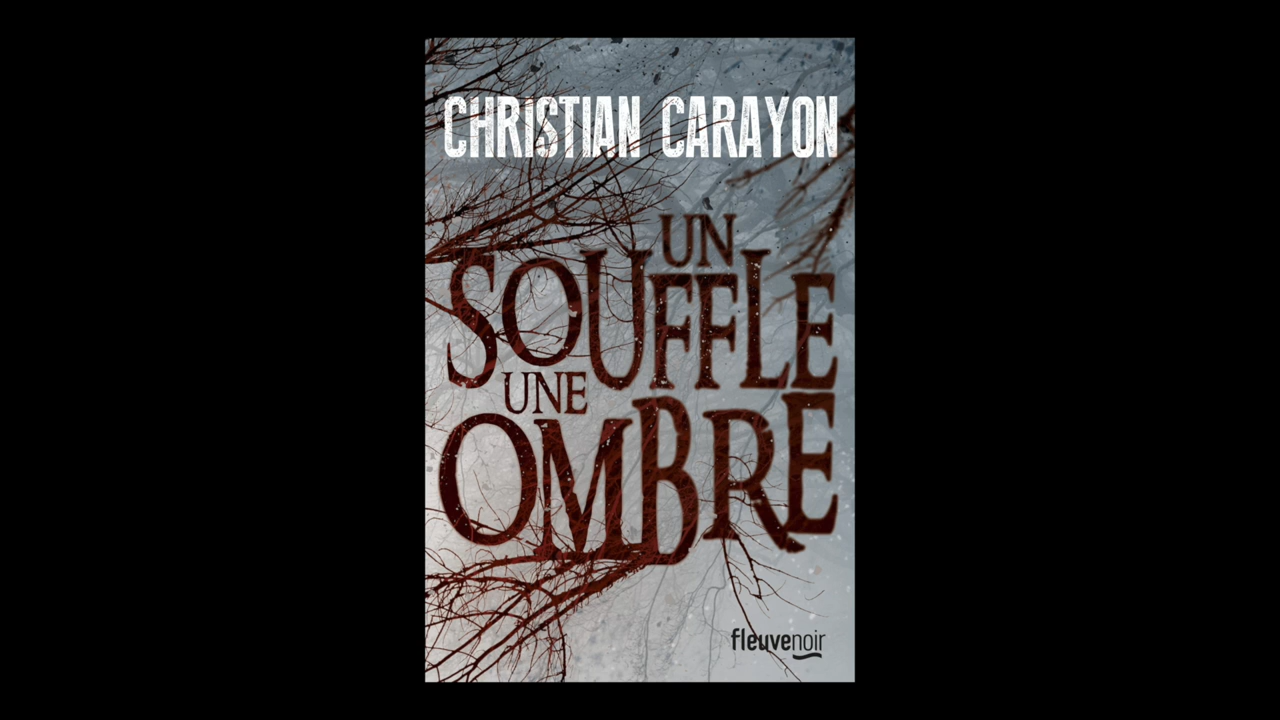 CHRISTIAN CARAYON
UN
SOUFFLE
UNE
OMBRE
fleuvenoir